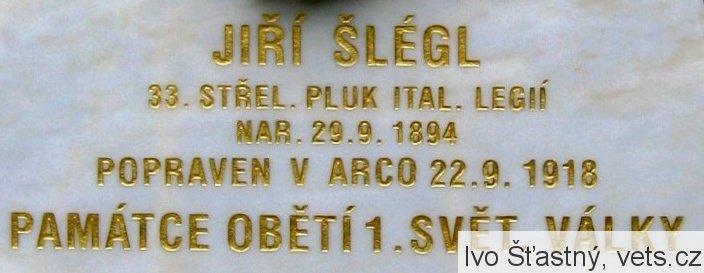 JIŘÍ ŠLÉGL
33. STŘEL. PLUK ITAL. LEGIÍ
NAR. 29.9. 1894
POPRAVEN V ARCO 22.9. 1918
PAMÁTCE OBĚTÍ 1. SVĚT. VÁLKY
Ivo Šťastný, vets.cz